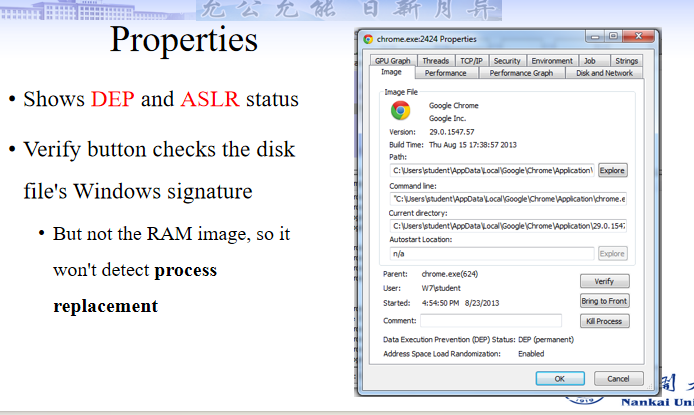 允公允能 日新月异
Properties
• Shows DEP and ASLR status
• Verify button checks the disk
file's Windows signature
• But not the RAM image, so it
won't detect process
replacement
chrome.exe:2424 Properties
GPU Graph Threads TCP/IP Security Environment Job Strings
Image Performance Performance Graph Disk and Network
Image File
Google Chrome
Google Inc.
Version: 29.0.1547.57
Build Time: Thu Aug 15 17:38:57 2013
Path:
C:\Users\student\AppData\Local\Google\Chrome\Application\ Explore
Command line:
"C:\Users\student\AppData\Local\Google\Chrome\Application\chrome.e
Current directory:
C:\Users\student\AppData\Local\Google\Chrome\Application\29.0.1547
Autostart Location:
n/a Explore
Parent: chrome.exe(624)
User: W7\student
Started: 4:54:50 PM 8/23/2013
Comment:
Verify
Bring to Front
Kill Process
Data Execution Prevention (DEP) Status: DEP (permanent)
Address Space Load Randomization: Enabled
OK Cancel
Nankai Uni